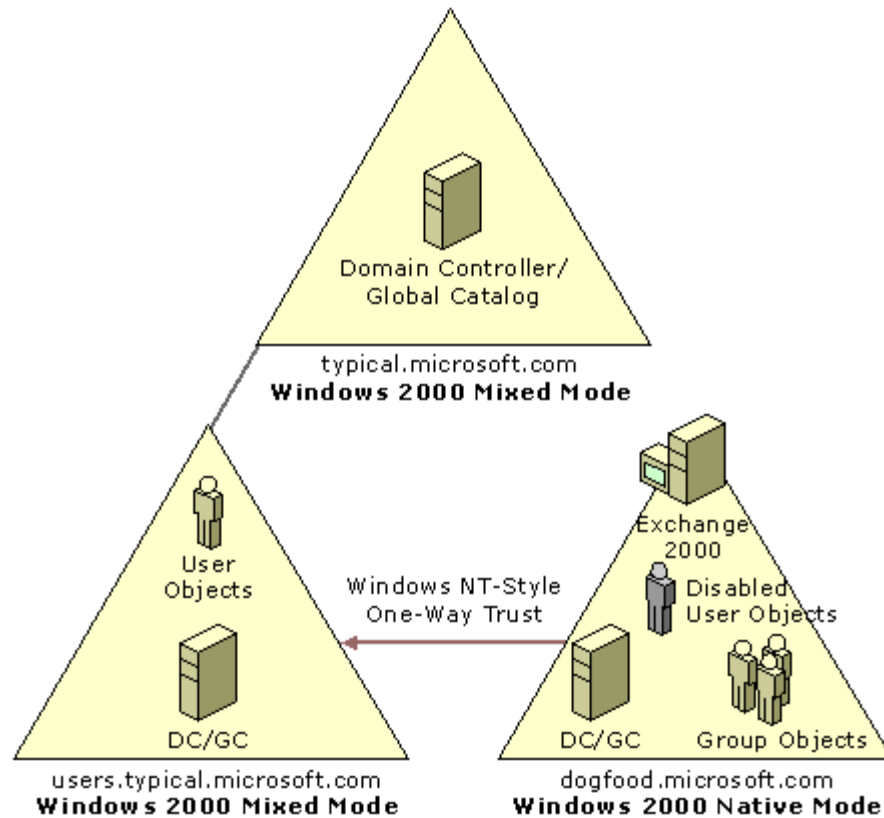 Domain Controller/
Global Catalog
typical.microsoft.com
Windows 2000 Mixed Mode
User
Objects
DC/GC
users.typical.microsoft.com
Windows 2000 Mixed Mode
Windows NT-Style
One-Way Trust
Exchange
2000
Disabled
User Objects
DC/GC
Group Objects
dogfood.microsoft.com
Windows 2000 Native Mode